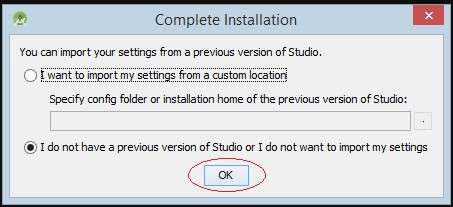 Complete Installation
You can import your settings from a previous version of Studio.
I want to import my settings from a custom location
Specify config folder or installation home of the previous version of Studio:
.
I do not have a previous version of Studio or I do not want to import my settings
OK